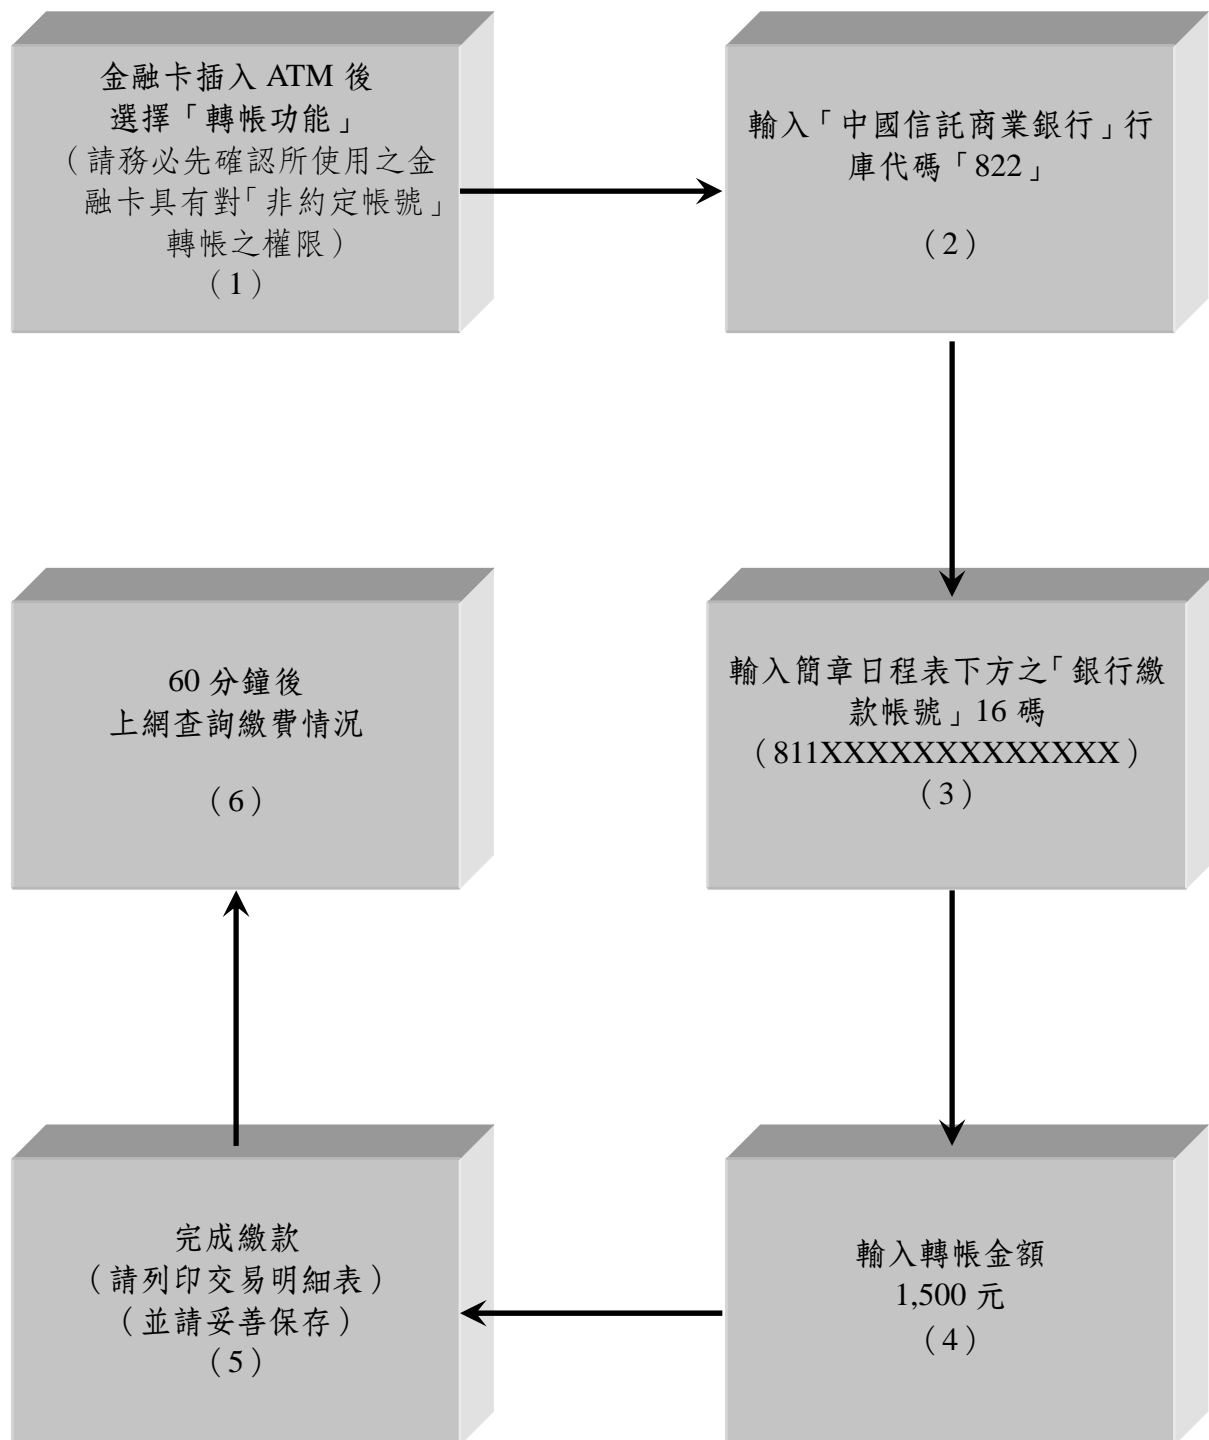 金融卡插入 ATM 後
選擇「轉帳功能」
（請務必先確認所使用之金
融卡具有對「非約定帳號」
轉帳之權限）
（1）
輸入「中國信託商業銀行」行
庫代碼「822」
（2）
輸入簡章日程表下方之「銀行繳
款帳號」16 碼
（811XXXXXXXXXXXXX）
（3）
輸入轉帳金額
1,500 元
（4）
完成繳款
（請列印交易明細表）
（並請妥善保存）
（5）
60 分鐘後
上網查詢繳費情況
（6）